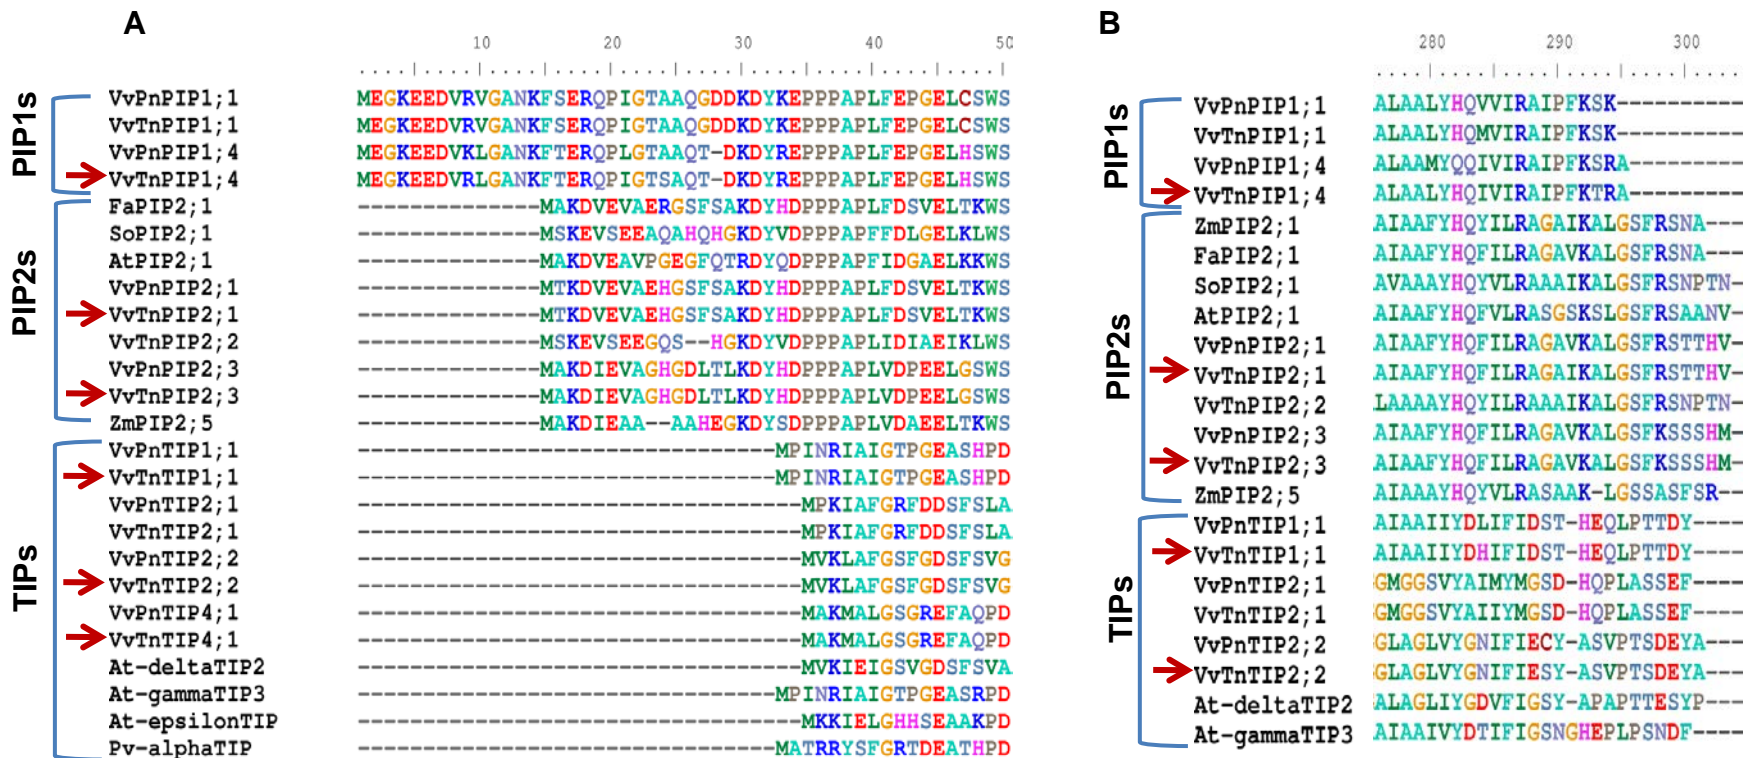 A
10 20 30 40 50
PIP1s
VvPnPIP1;1 MEGKEEDVRVGANKFSERQPIGTAAQGDDKDYKEPPPAPLFEPGELCSWS
VvTnPIP1;1 MEGKEEDVRVGANKFSERQPIGTAAQGDDKDYKEPPPAPLFEPGELCSWS
VvPnPIP1;4 MEGKEEDVKLGANKFTERQPLGTAAQT-DKDYREPPPAPLFEPGELHSWS
VvTnPIP1;4 MEGKEEDVRLGANKFTERQPIGTSAQT-DKDYREPPPAPLFEPGELHSWS
PIP2s
FaPIP2;1 --------------MAKDVEVAERGSFSAKDYHDPPPAPLFDSVELTKWS
SoPIP2;1 --------------MSKEVSEEAQAHQHGKDYVDPPPAPFFDLGELKLWS
AtPIP2;1 --------------MAKDVEAVPGEGFQTRDYQDPPPAPFIDGAELKKWS
VvPnPIP2;1 --------------MTKDVEVAEHGSFSAKDYHDPPPAPLFDSVELTKWS
VvTnPIP2;1 --------------MTKDVEVAEHGSFSAKDYHDPPPAPLFDSVELTKWS
VvTnPIP2;2 --------------MSKEVSEEGQS--HGKDYVDPPPAPLIDIAEIKLWS
VvPnPIP2;3 --------------MAKDIEVAGHGDLTLKDYHDPPPAPLVDPEELGSWS
VvTnPIP2;3 --------------MAKDIEVAGHGDLTLKDYHDPPPAPLVDPEELGSWS
ZmPIP2;5 --------------MAKDIEAA--AAHEGKDYSDPPPAPLVDAEELTKWS
TIPs
VvPnTIP1;1 --------------------------------MPINRIAIGTPGEASHPD
VvTnTIP1;1 --------------------------------MPINRIAIGTPGEASHPD
VvPnTIP2;1 ----------------------------------MPKIAFGRFDDSFSLA
VvTnTIP2;1 ----------------------------------MPKIAFGRFDDSFSLA
VvPnTIP2;2 ----------------------------------MVKLAFGSFGDSFSVG
VvTnTIP2;2 ----------------------------------MVKLAFGSFGDSFSVG
VvPnTIP4;1 ----------------------------------MAKMALGSGREFAQPD
VvTnTIP4;1 ----------------------------------MAKMALGSGREFAQPD
At-deltaTIP2 ----------------------------------MVKIEIGSVGDSFSVA
At-gammaTIP3 --------------------------------MPINRIAIGTPGEASRPD
At-epsilonTIP ----------------------------------MKKIELGHHSEAAKPD
Pv-alphaTIP --------------------------------MATRRYSFGRTDEATHPD
B
280 290 300
PIP1s
VvPnPIP1;1 ALAALYHQVVIRAIPFKSK----------
VvTnPIP1;1 ALAALYHQMVIRAIPFKSK----------
VvPnPIP1;4 ALAAMYQQIVIRAIPFKSRA---------
VvTnPIP1;4 ALAALYHQIVIRAIPFKTRA---------
PIP2s
ZmPIP2;1 AIAAFYHQYILRAGAIKALGSFRSNA---
FaPIP2;1 AIAAFYHQFILRAGAVKALGSFRSNA---
SoPIP2;1 AVAAAYHQYVLRAAAIKALGSFRSNPTN-
AtPIP2;1 AIAAFYHQFVLRASGSKSLGSFRSAANV-
VvPnPIP2;1 AIAAFYHQFILRAGAVKALGSFRSTTHV-
VvTnPIP2;1 AIAAFYHQFILRAGAIKALGSFRSTTHV-
VvTnPIP2;2 LAAAAYHQYILRAAAIKALGSFRSNPTN-
VvPnPIP2;3 AIAAFYHQFILRAGAVKALGSFKSSSHM-
VvTnPIP2;3 AIAAFYHQFILRAGAVKALGSFKSSSHM-
ZmPIP2;5 AIAAAYHQYVLRASAAK-LGSSASFSR--
TIPs
VvPnTIP1;1 AIAAIIYDLIFIDST-HEQLPTTDY----
VvTnTIP1;1 AIAAIIYDHIFIDST-HEQLPTTDY----
VvPnTIP2;1 GMGGSVYAIMYMGSD-HQPLASSEF----
VvTnTIP2;1 GMGGSVYAIIYMGSD-HQPLASSEF----
VvPnTIP2;2 GLAGLVYGNIFIECY-ASVPTSDEYA---
VvTnTIP2;2 GLAGLVYGNIFIESY-ASVPTSDEYA---
At-deltaTIP2 ALAGLIYGDVFIGSY-APAPTTESYP---
At-gammaTIP3 AIAAIVYDTIFIGSNGHEPLPSNDF----